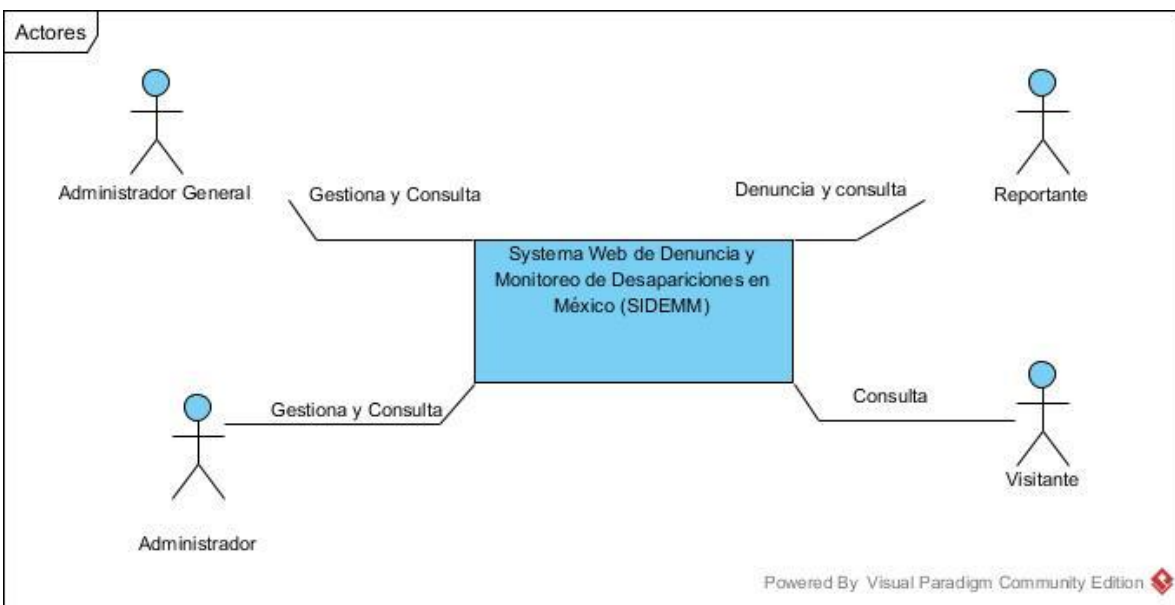 Actores
Administrador General
Gestiona y Consulta
Denuncia y consulta
Reportante
Systema Web de Denuncia y
Monitoreo de Desapariciones en
México (SIDEMM)
Gestiona y Consulta
Consulta
Administrador
Visitante
Powered By Visual Paradigm Community Edition